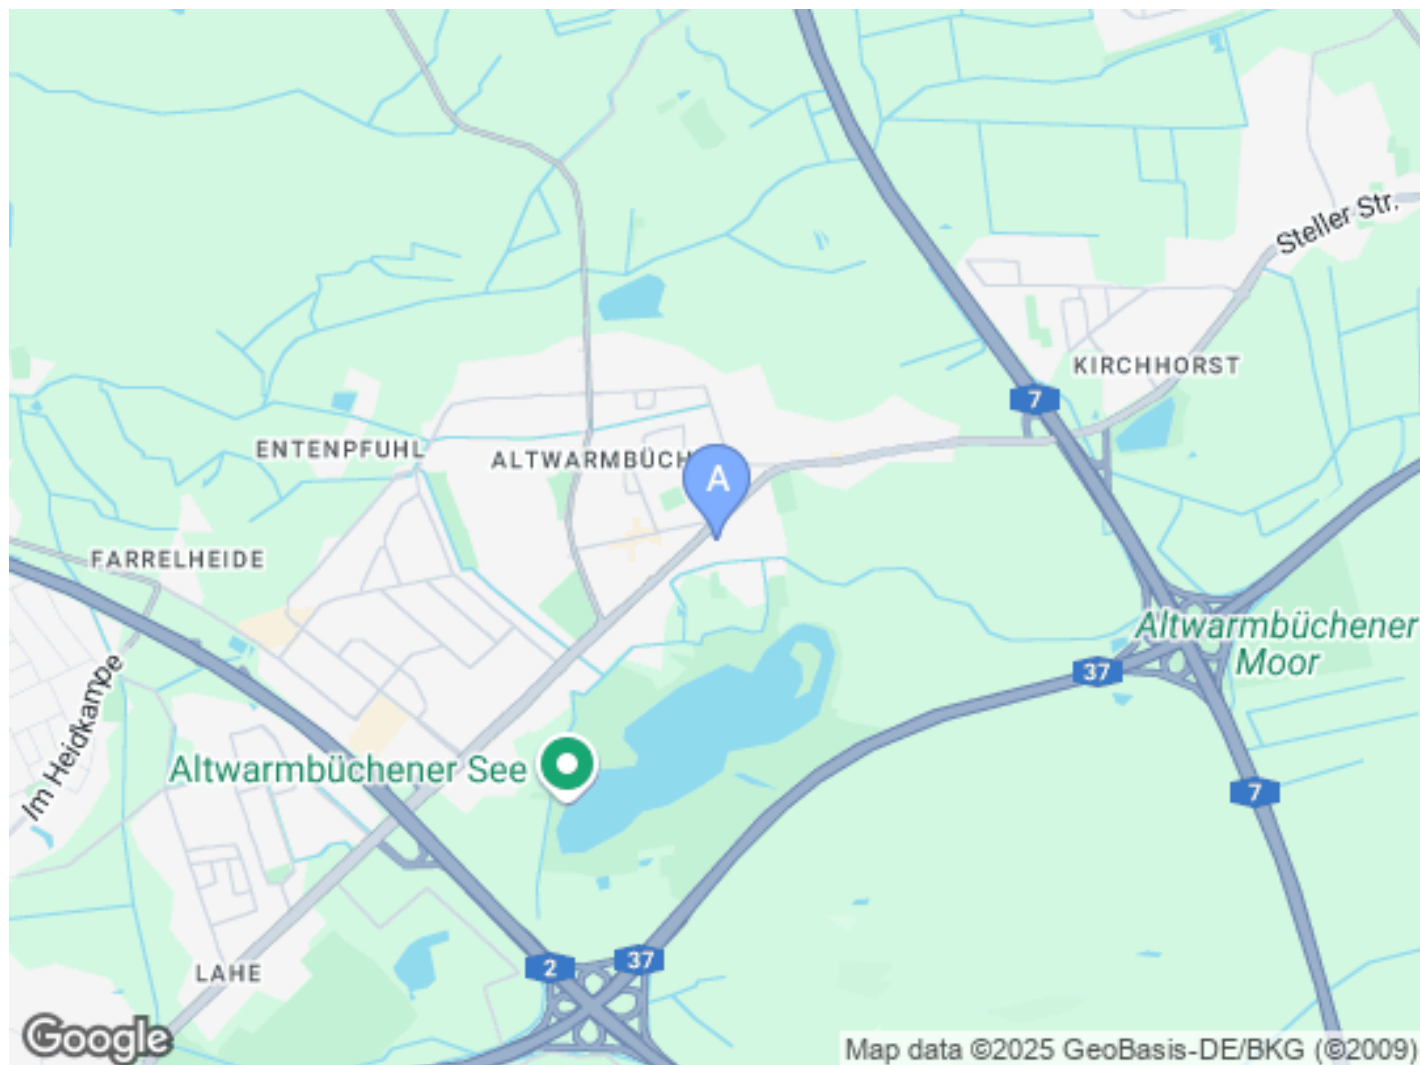 Steller Str.
KIRCHHORST
7
ENTENPFUHL
ALTWARMBÜCH
A
FARRELHEIDE
Altwarmbüchener
Moor
37
Im Heidkampe
Altwarmbüchener See
7
LAHE
2
37
Google
Map data ©2025 GeoBasis-DE/BKG (©2009)